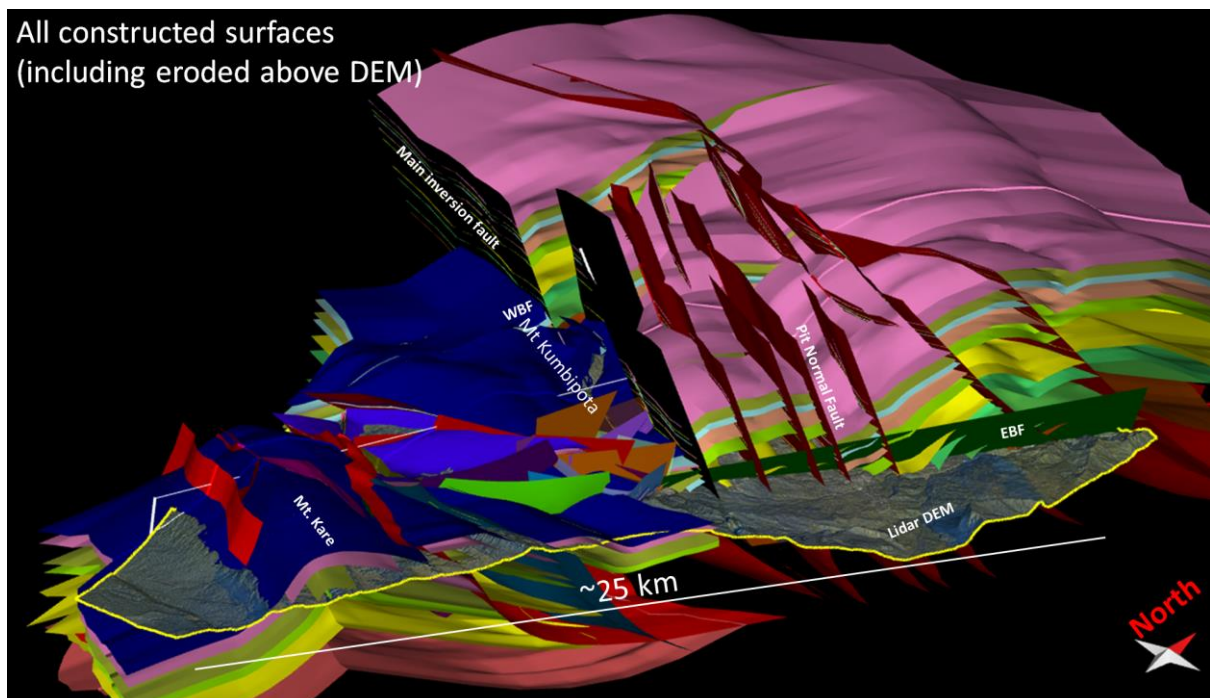 All constructed surfaces
(including eroded above DEM)
Main inversion fault
WBF
Mt Kumbipota
Pit Normal Fault
EBF
Mt. Kare
Lidar DEM
~25 km
North